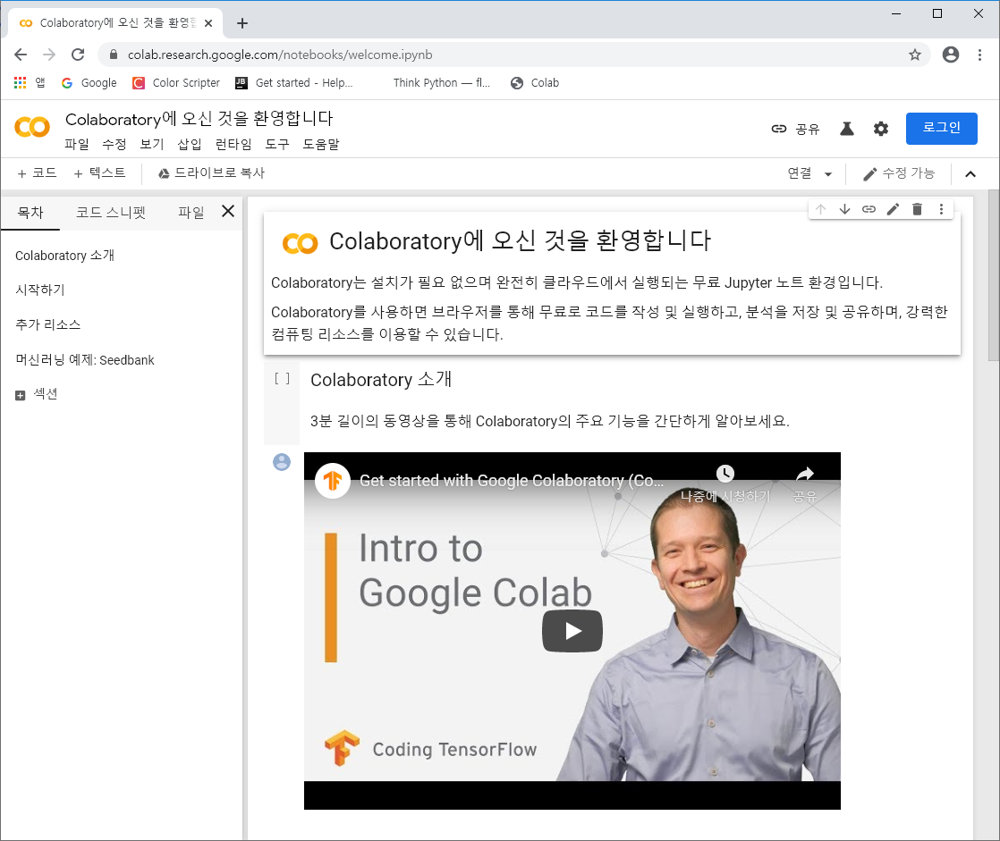 Colaboratory에 오신 것을 환영합
colab.research.google.com/notebooks/welcome.ipynb
앱 Google Color Scripter Get started - Help... Think Python — fl... Colab
Colaboratory에 오신 것을 환영합니다
파일 수정 보기 삽입 런타임 도구 도움말
공유 로그인
+ 코드 + 텍스트 드라이브로 복사 연결 수정 가능
목차 코드 스니펫 파일
Colaboratory 소개
시작하기
추가 리소스
머신러닝 예제: Seedbank
섹션
Colaboratory에 오신 것을 환영합니다
Colaboratory는 설치가 필요 없으며 완전히 클라우드에서 실행되는 무료 Jupyter 노트 환경입니다.
Colaboratory를 사용하면 브라우저를 통해 무료로 코드를 작성 및 실행하고, 분석을 저장 및 공유하며, 강력한
컴퓨팅 리소스를 이용할 수 있습니다.
[ ] Colaboratory 소개
3분 길이의 동영상을 통해 Colaboratory의 주요 기능을 간단하게 알아보세요.
Get started with Google Colaboratory (Co...
나중에 시청하기 공유
Intro to
Google Colab
Coding TensorFlow